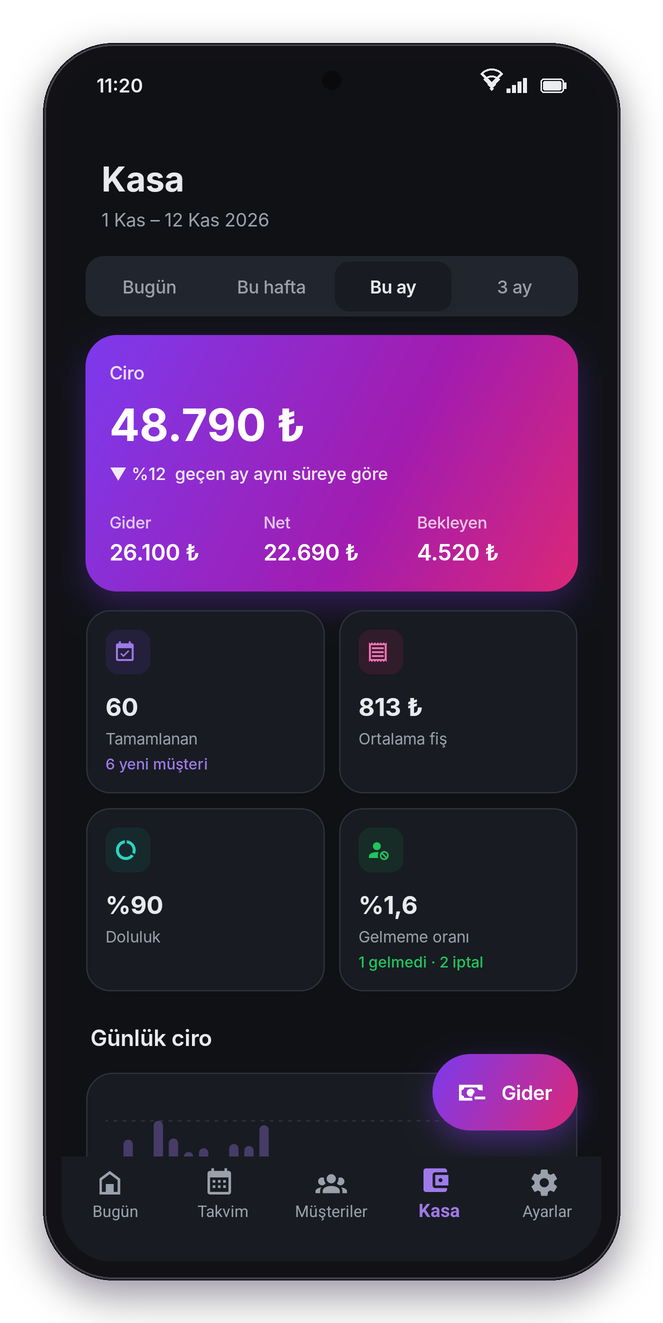 11:20
Kasa
1 Kas – 12 Kas 2026
Bugün Bu hafta Bu ay 3 ay
Ciro
48.790 ₺
▼ %12 geçen ay aynı süreye göre
Gider Net Bekleyen
26.100 ₺ 22.690 ₺ 4.520 ₺
60
Tamamlanan
6 yeni müşteri
813 ₺
Ortalama fiş
%90
Doluluk
%1,6
Gelmeme oranı
1 gelmedi · 2 iptal
Günlük ciro
Gider
Bugün Takvim Müşteriler Kasa Ayarlar